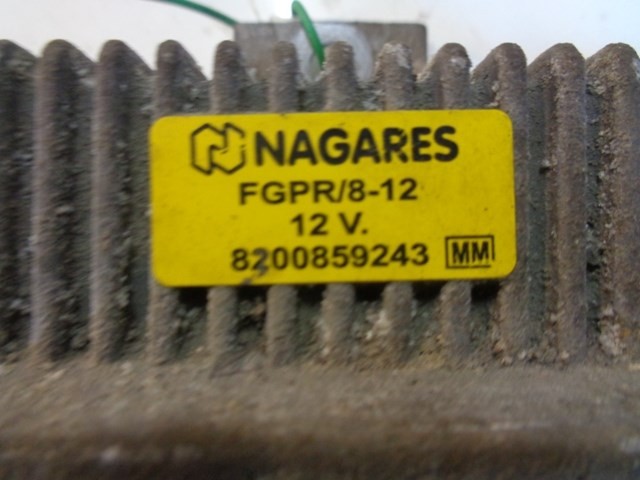 NAGARES
FGPR/8-12
12 V.
8200859243 MM